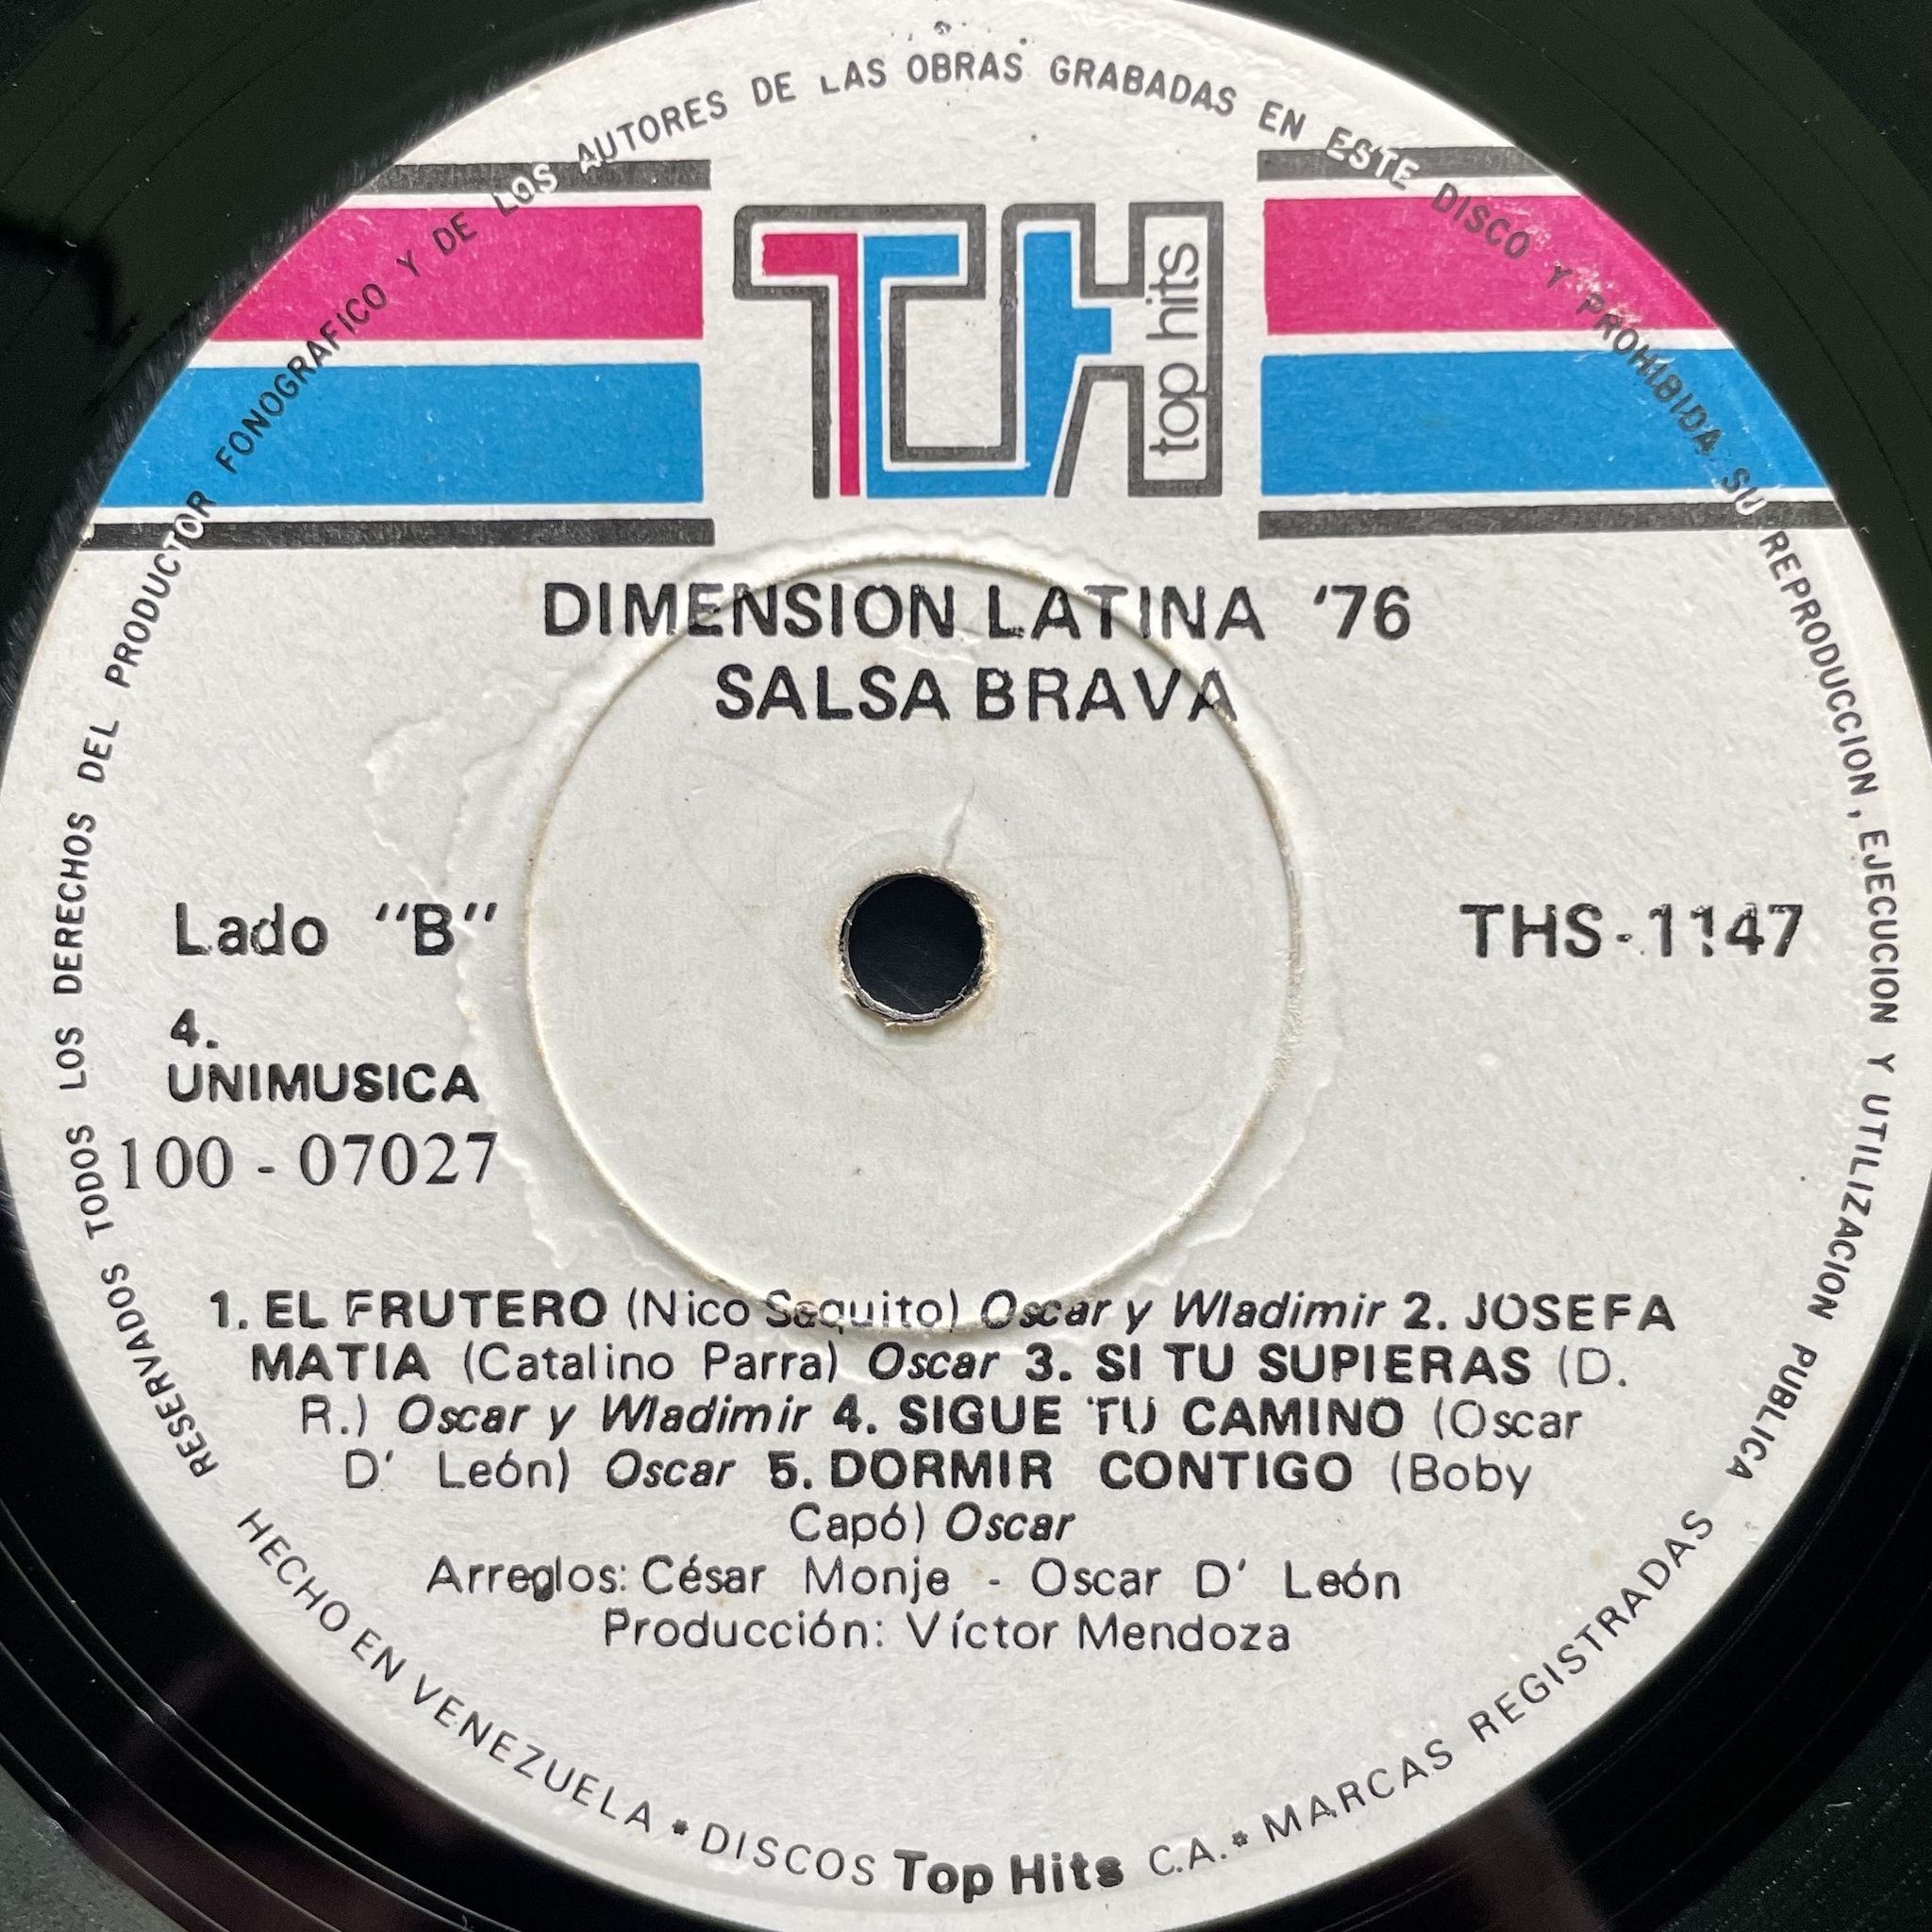 RESERVADOS TODOS LOS DERECHOS DEL PRODUCTOR FONOGRAFICO Y DE LOS AUTORES DE LAS OBRAS GRABADAS EN ESTE DISCO Y PROHIBIDA SU REPRODUCCION, EJECUCION Y UTILIZACION PUBLICA
TH
top hits
DIMENSION LATINA '76
SALSA BRAVA
Lado "B"
THS-1147
4.
UNIMUSICA
100 - 07027
1. EL FRUTERO (Nico Saquito) Oscar y Wladimir 2. JOSEFA
MATIA (Catalino Parra) Oscar 3. SI TU SUPIERAS (D.
R.) Oscar y Wladimir 4. SIGUE TU CAMINO (Oscar
D' León) Oscar 5. DORMIR CONTIGO (Boby
Capó) Oscar
Arreglos: César Monje - Oscar D' León
Producción: Víctor Mendoza
HECHO EN VENEZUELA * DISCOS Top Hits C.A. * MARCAS REGISTRADAS